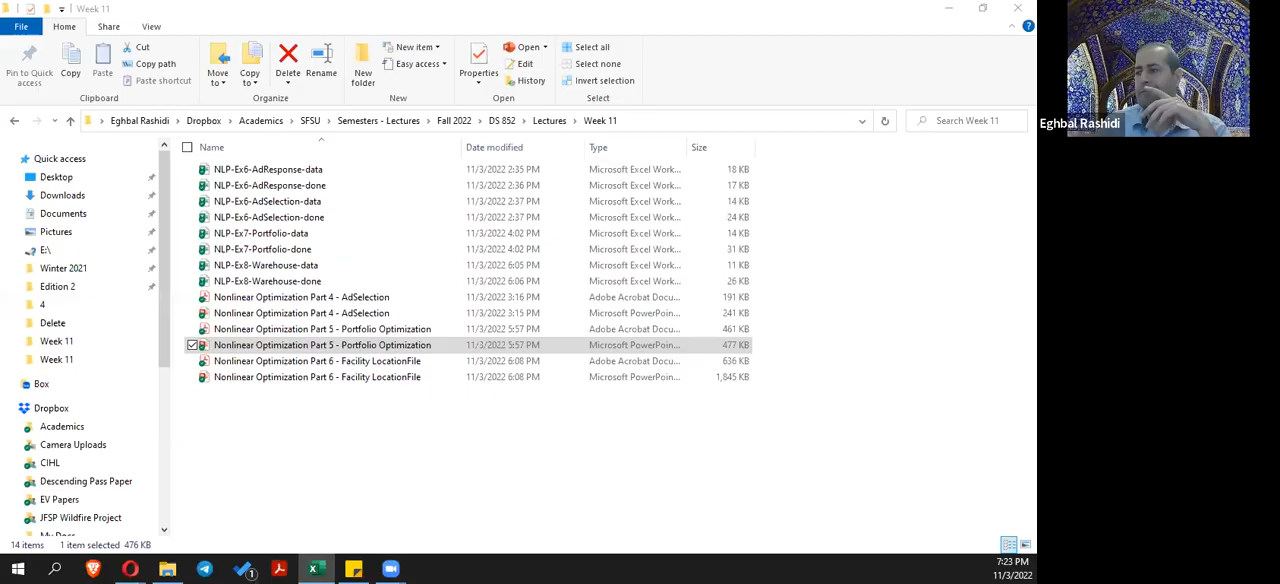 Week 11
File Home Share View
Pin to Quick access
Copy
Paste
Cut
Copy path
Paste shortcut
Clipboard
Move to
Copy to
Delete
Rename
Organize
New folder
New item
Easy access
New
Properties
Open
Edit
History
Open
Select all
Select none
Invert selection
Select
Eghbal Rashidi > Dropbox > Academics > SFSU > Semesters - Lectures > Fall 2022 > DS 852 > Lectures > Week 11
Search Week 11
Eghbal Rashidi
Quick access
Desktop
Downloads
Documents
Pictures
E:\
Winter 2021
Edition 2
4
Delete
Week 11
Week 11
Box
Dropbox
Academics
Camera Uploads
CIHL
Descending Pass Paper
EV Papers
JFSP Wildfire Project
My Docs
Name Date modified Type Size
NLP-Ex6-AdResponse-data 11/3/2022 2:35 PM Microsoft Excel Work... 18 KB
NLP-Ex6-AdResponse-done 11/3/2022 2:36 PM Microsoft Excel Work... 17 KB
NLP-Ex6-AdSelection-data 11/3/2022 2:37 PM Microsoft Excel Work... 14 KB
NLP-Ex6-AdSelection-done 11/3/2022 2:37 PM Microsoft Excel Work... 24 KB
NLP-Ex7-Portfolio-data 11/3/2022 4:02 PM Microsoft Excel Work... 14 KB
NLP-Ex7-Portfolio-done 11/3/2022 4:02 PM Microsoft Excel Work... 31 KB
NLP-Ex8-Warehouse-data 11/3/2022 6:05 PM Microsoft Excel Work... 11 KB
NLP-Ex8-Warehouse-done 11/3/2022 6:06 PM Microsoft Excel Work... 26 KB
Nonlinear Optimization Part 4 - AdSelection 11/3/2022 3:16 PM Adobe Acrobat Docu... 191 KB
Nonlinear Optimization Part 4 - AdSelection 11/3/2022 3:15 PM Microsoft PowerPoin... 241 KB
Nonlinear Optimization Part 5 - Portfolio Optimization 11/3/2022 5:57 PM Adobe Acrobat Docu... 461 KB
Nonlinear Optimization Part 5 - Portfolio Optimization 11/3/2022 5:57 PM Microsoft PowerPoin... 477 KB
Nonlinear Optimization Part 6 - Facility LocationFile 11/3/2022 6:08 PM Adobe Acrobat Docu... 636 KB
Nonlinear Optimization Part 6 - Facility LocationFile 11/3/2022 6:08 PM Microsoft PowerPoin... 1,845 KB
14 items 1 item selected 476 KB
1
7:23 PM
11/3/2022